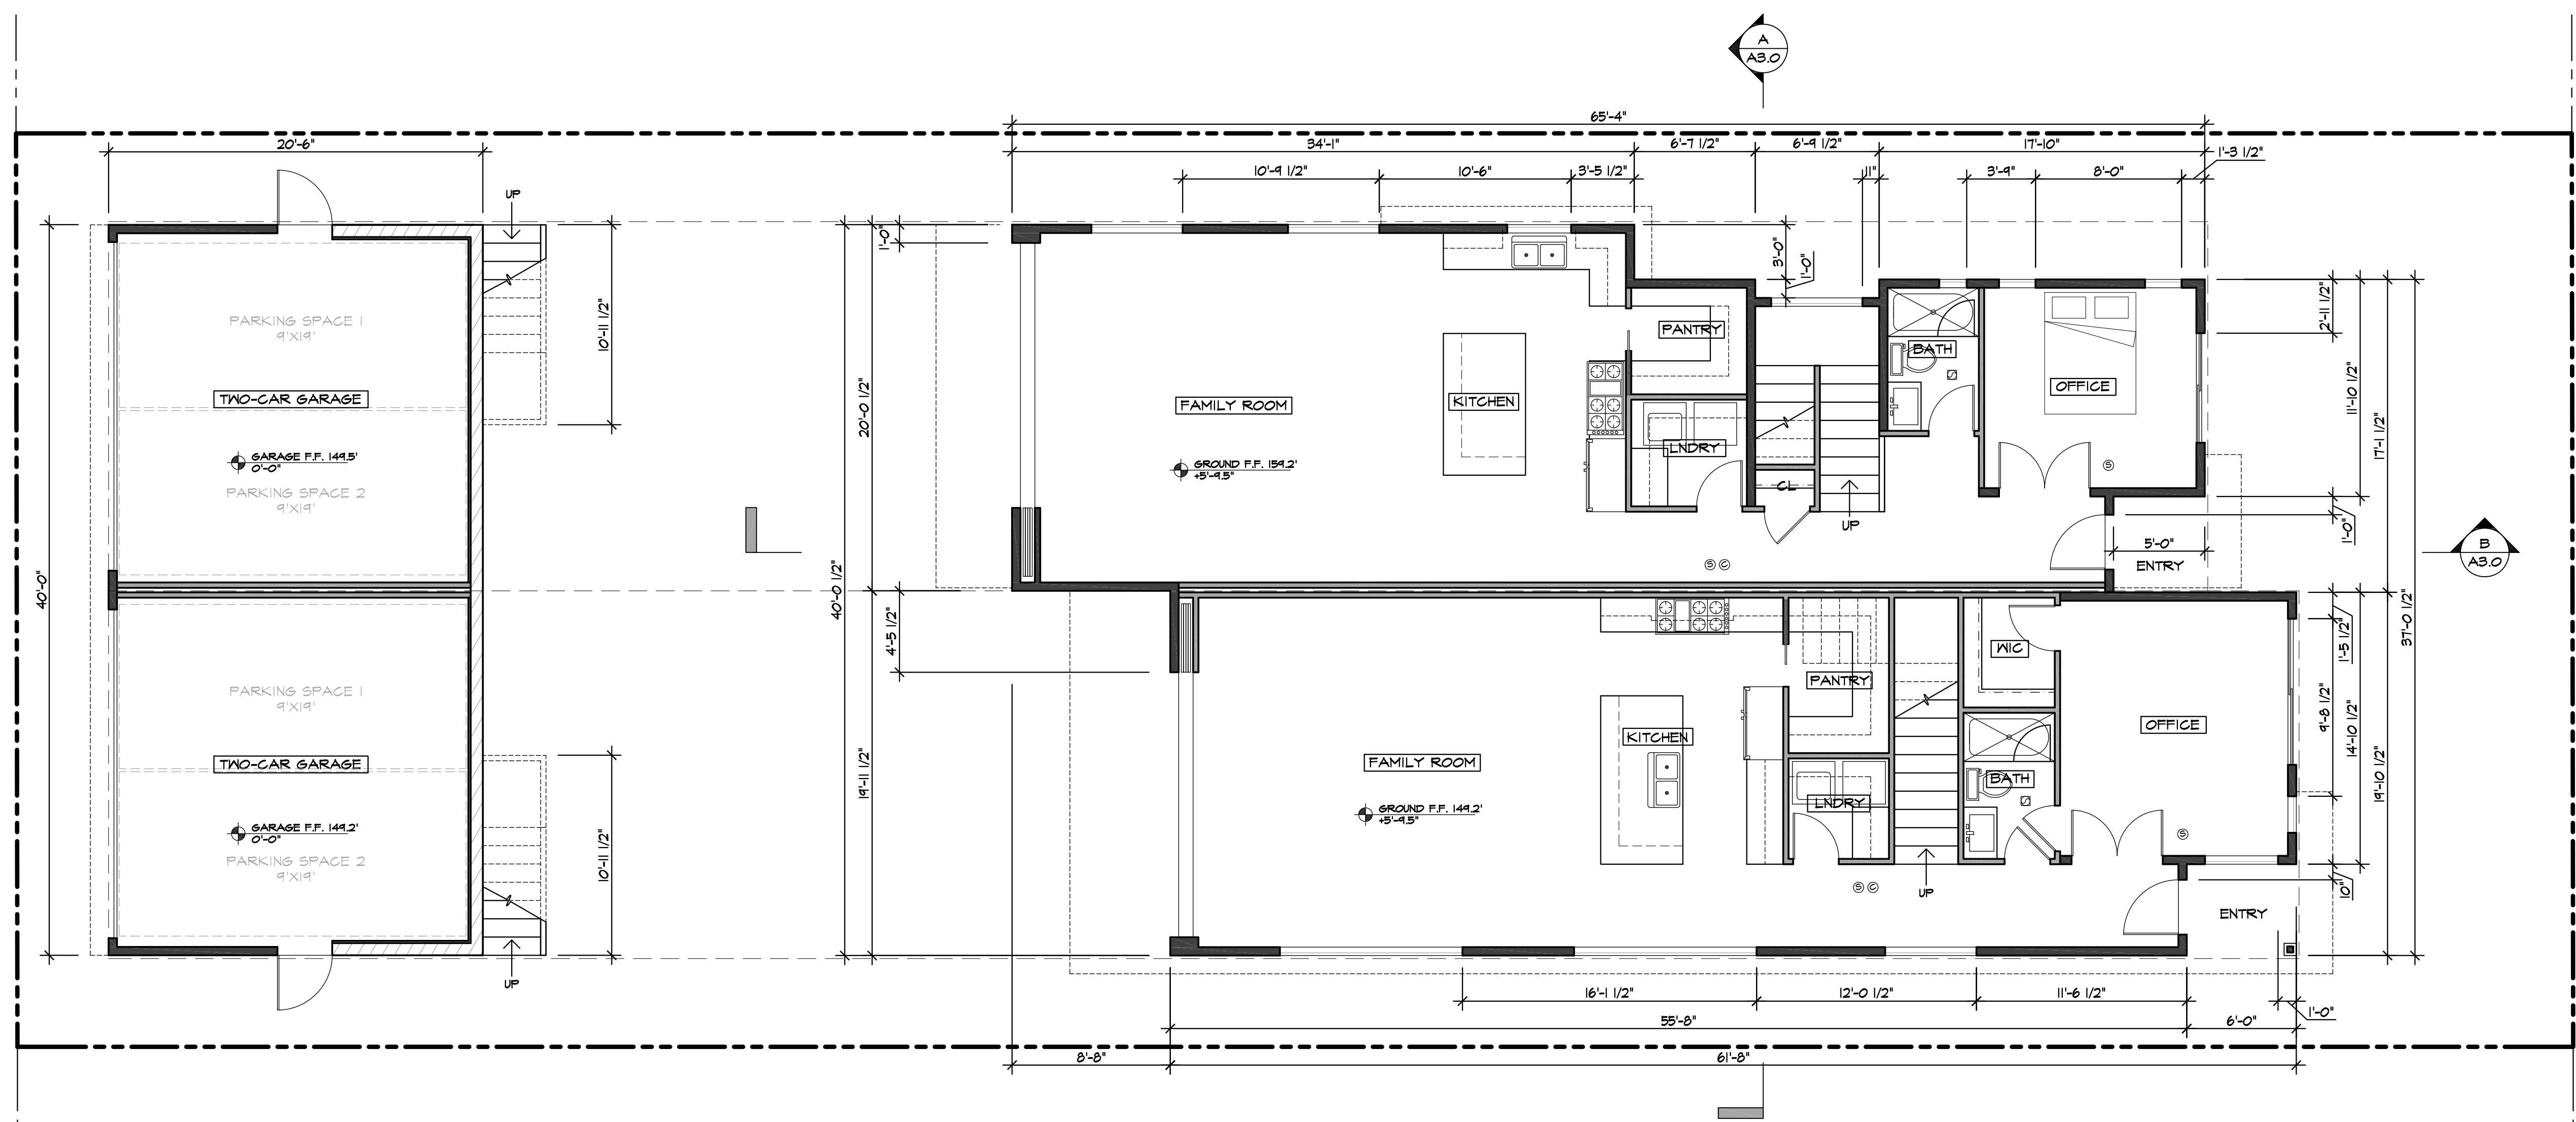 A
A3.0
65'-4"
20'-6"
34'-1"
6'-7 1/2"
6'-9 1/2"
17'-10"
1'-3 1/2"
10'-9 1/2"
10'-6"
3'-5 1/2"
11"
3'-9"
8'-0"
UP
1'-0"
3'-0"
1'-0"
2'-11 1/2"
10'-11 1/2"
PARKING SPACE 1
9'X19'
PANTRY
BATH
OFFICE
TWO-CAR GARAGE
FAMILY ROOM
KITCHEN
20'-0 1/2"
11'-10 1/2"
17'-1 1/2"
LNDRY
GARAGE F.F. 149.5'
0'-0"
GROUND F.F. 159.2'
+5'-9.5"
S
CL
PARKING SPACE 2
9'X19'
UP
1'-0"
5'-0"
B
A3.0
S C
ENTRY
40'-0"
40'-0 1/2"
4'-5 1/2"
1'-5 1/2"
37'-0 1/2"
WIC
PARKING SPACE 1
9'X19'
PANTRY
9'-8 1/2"
14'-10 1/2"
OFFICE
KITCHEN
TWO-CAR GARAGE
FAMILY ROOM
BATH
19'-11 1/2"
19'-10 1/2"
LNDRY
GROUND F.F. 149.2'
+5'-9.5"
GARAGE F.F. 149.2'
0'-0"
S
PARKING SPACE 2
9'X19'
10'-11 1/2"
S C
UP
10"
ENTRY
UP
16'-1 1/2"
12'-0 1/2"
11'-6 1/2"
1'-0"
55'-8"
6'-0"
8'-8"
61'-8"